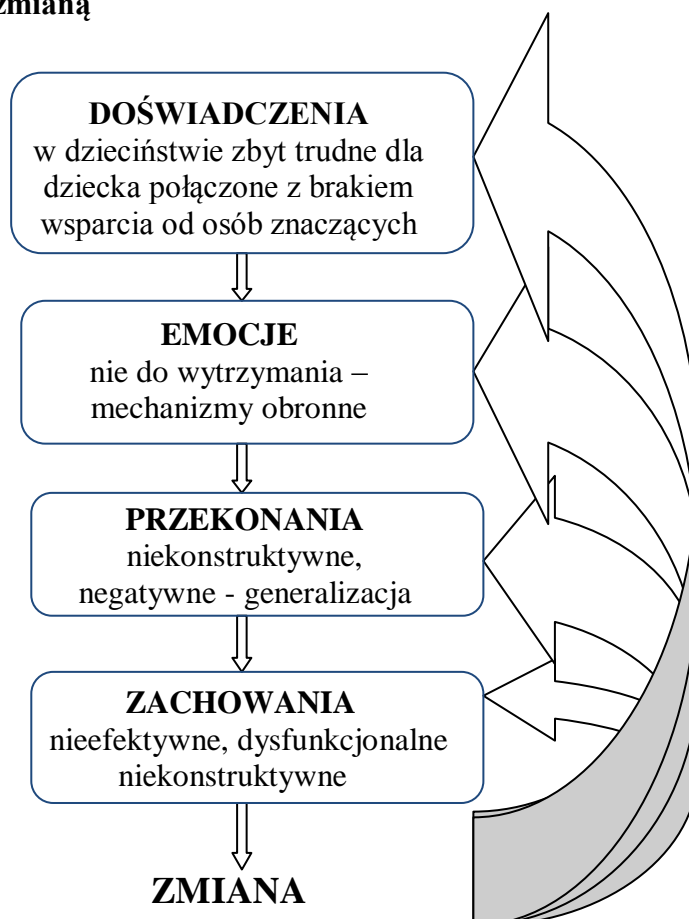 zmianą
DOŚWIADCZENIA
w dzieciństwie zbyt trudne dla
dziecka połączone z brakiem
wsparcia od osób znaczących
EMOCJE
nie do wytrzymania –
mechanizmy obronne
PRZEKONANIA
niekonstruktywne,
negatywne - generalizacja
ZACHOWANIA
nieefektywne, dysfunkcjonalne
niekonstruktywne
ZMIANA